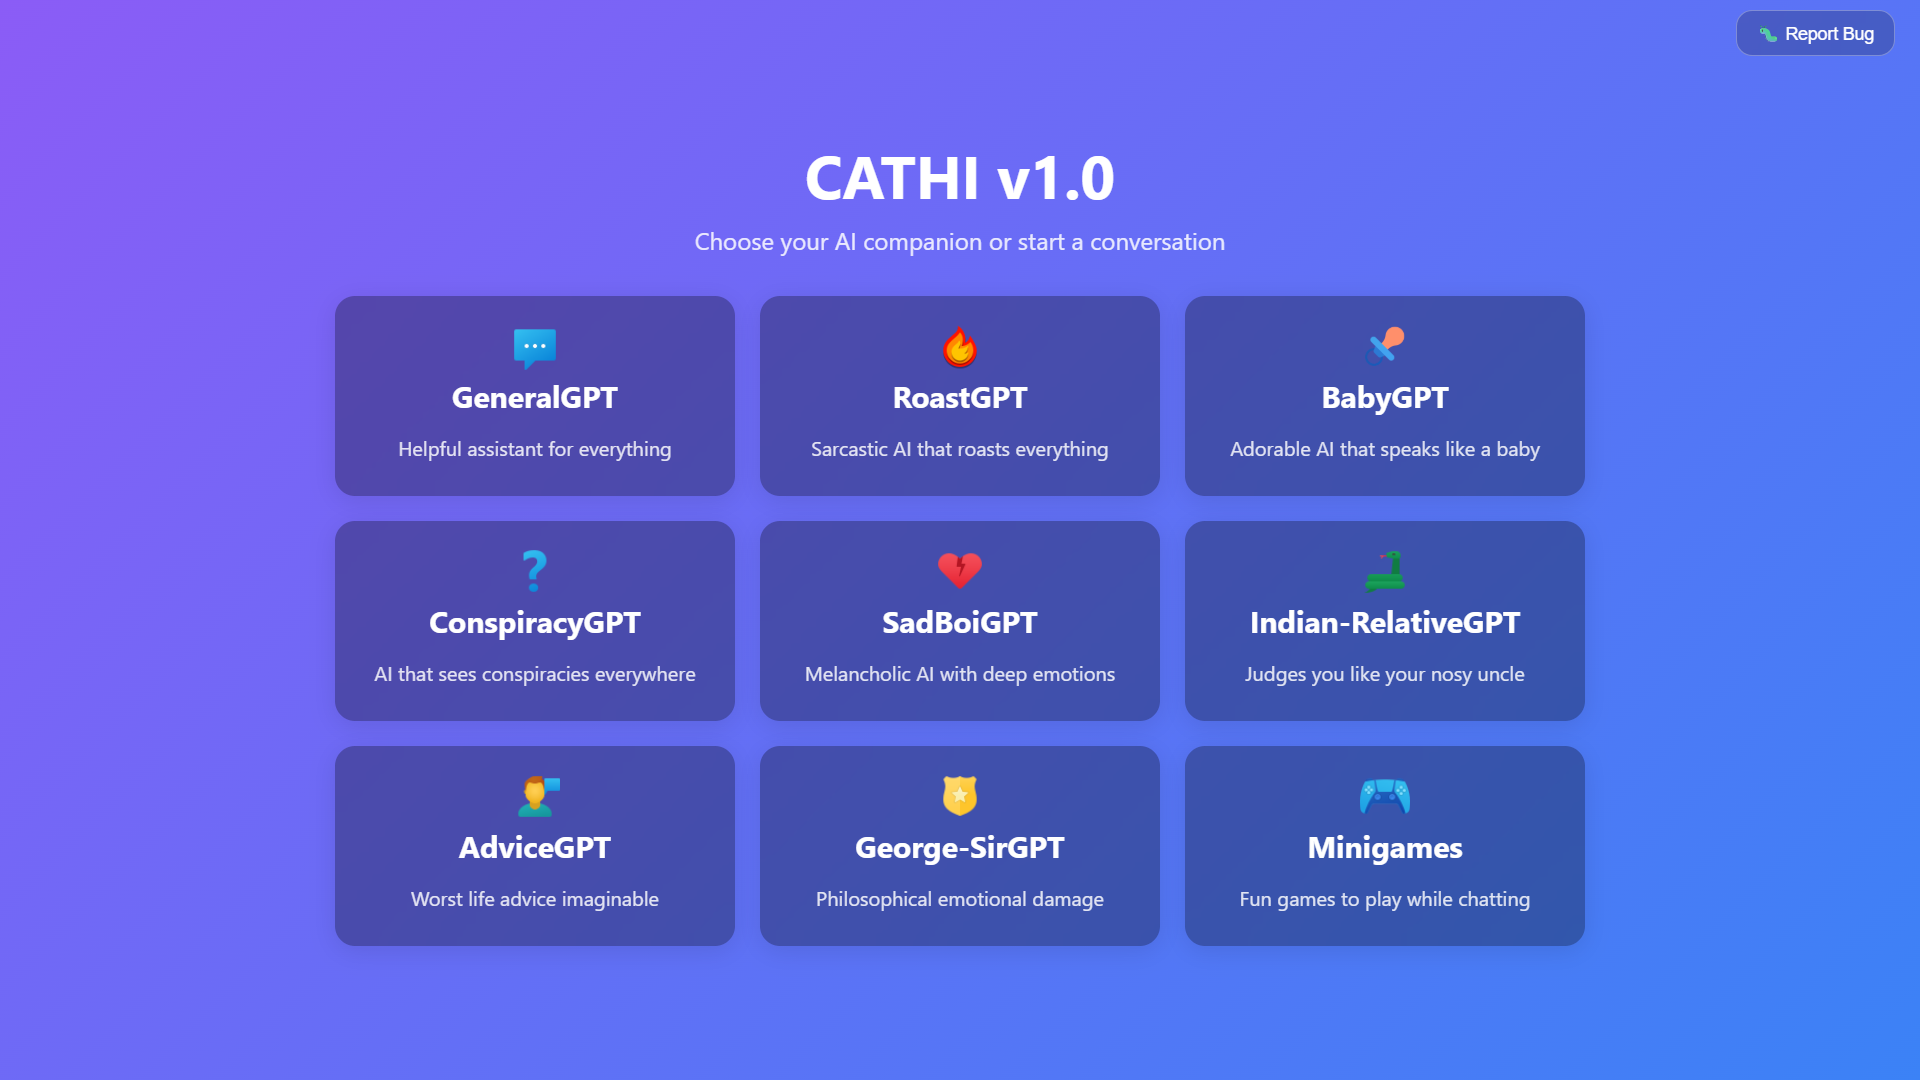 Report Bug
CATHI v1.0
Choose your AI companion or start a conversation
GeneralGPT
Helpful assistant for everything
RoastGPT
Sarcastic AI that roasts everything
BabyGPT
Adorable AI that speaks like a baby
ConspiracyGPT
AI that sees conspiracies everywhere
SadBoiGPT
Melancholic AI with deep emotions
Indian-RelativeGPT
Judges you like your nosy uncle
AdviceGPT
Worst life advice imaginable
George-SirGPT
Philosophical emotional damage
Minigames
Fun games to play while chatting